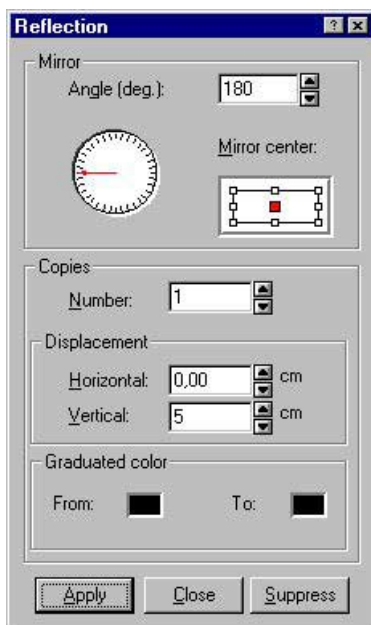 Reflection
Mirror
Angle (deg.): 180
Mirror center:
Copies
Number: 1
Displacement
Horizontal: 0,00 cm
Vertical: 5 cm
Graduated color
From: To:
Apply Close Suppress